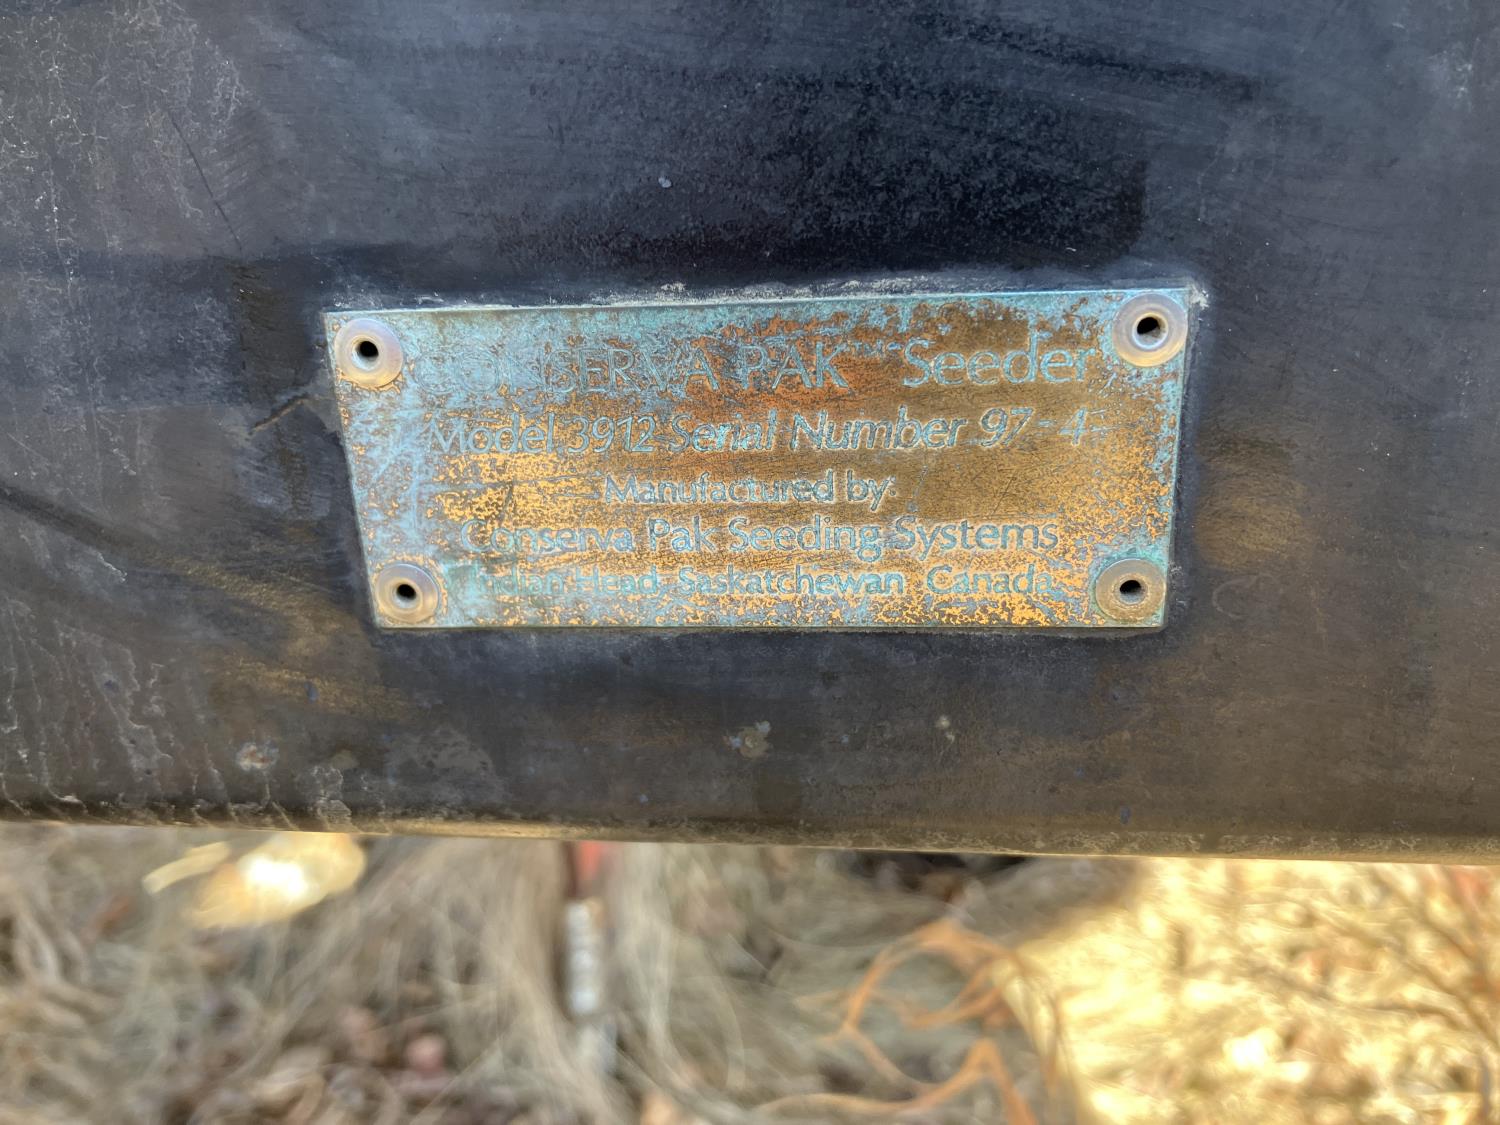 CONSERVA PAK™ Seeder
Model 3912 Serial Number 97-4
Manufactured by:
Conserva Pak Seeding Systems
Indian Head, Saskatchewan Canada